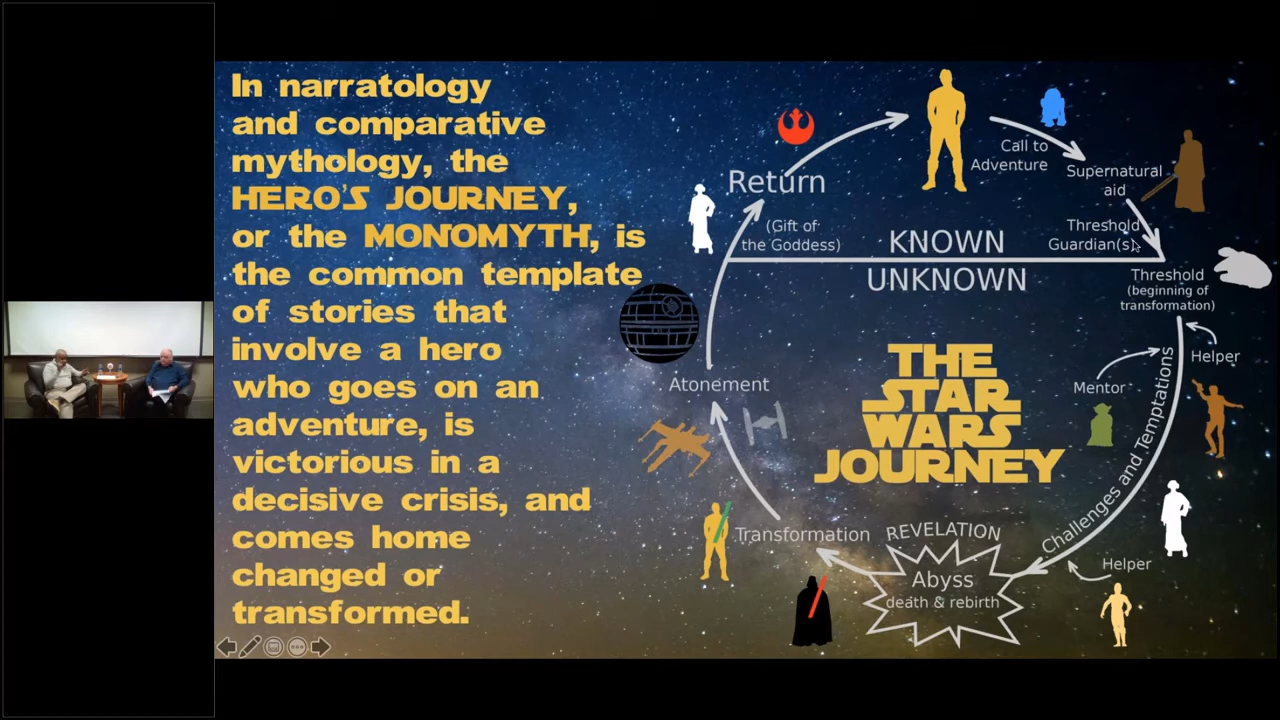 In narratology
and comparative
mythology, the
HERO'S JOURNEY,
or the MONOMYTH, is
the common template
of stories that
involve a hero
who goes on an
adventure, is
victorious in a
decisive crisis, and
comes home
changed or
transformed.
Call to
Adventure
Supernatural
aid
Threshold
Guardian(s)
Return
(Gift of
the Goddess)
KNOWN
UNKNOWN
Threshold
(beginning of
transformation)
Helper
Mentor
Challenges and Temptations
THE
STAR
WARS
JOURNEY
Atonement
Transformation
REVELATION
Abyss
death & rebirth
Helper